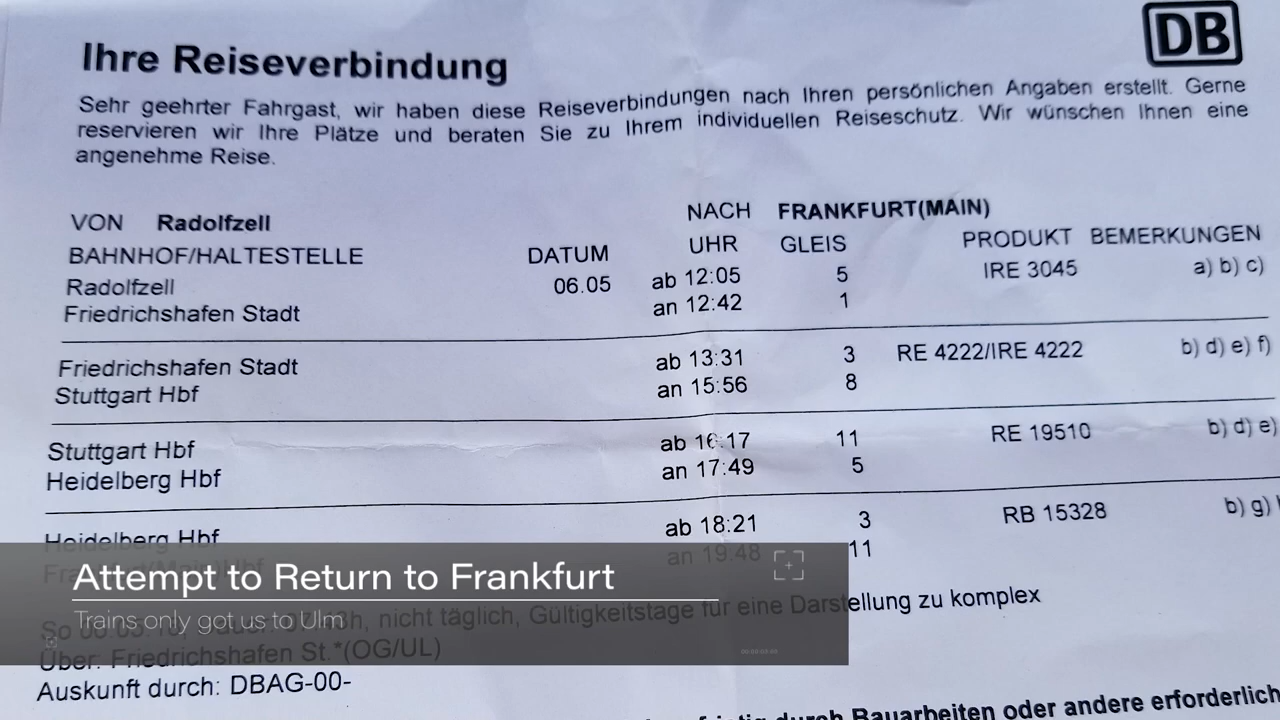 DB
Ihre Reiseverbindung
Sehr geehrter Fahrgast, wir haben diese Reiseverbindungen nach Ihren persönlichen Angaben erstellt. Gerne
reservieren wir Ihre Plätze und beraten Sie zu Ihrem individuellen Reiseschutz. Wir wünschen Ihnen eine
angenehme Reise.
VON Radolfzell NACH FRANKFURT(MAIN)
BAHNHOF/HALTESTELLE DATUM UHR GLEIS PRODUKT BEMERKUNGEN
Radolfzell 06.05 ab 12:05 5 IRE 3045 a) b) c)
Friedrichshafen Stadt an 12:42 1
Friedrichshafen Stadt ab 13:31 3 RE 4222/IRE 4222 b) d) e) f)
Stuttgart Hbf an 15:56 8
Stuttgart Hbf ab 16:17 11 RE 19510 b) d) e)
Heidelberg Hbf an 17:49 5
Heidelberg Hbf ab 18:21 3 RB 15328 b) g)
an 19:48 11
Attempt to Return to Frankfurt
Trains only got us to Ulm
So nicht täglich, Gültigkeitstage für eine Darstellung zu komplex
Über: Friedrichshafen St.*(OG/UL)
Auskunft durch: DBAG-00-
durch Bauarbeiten oder andere erforderlich